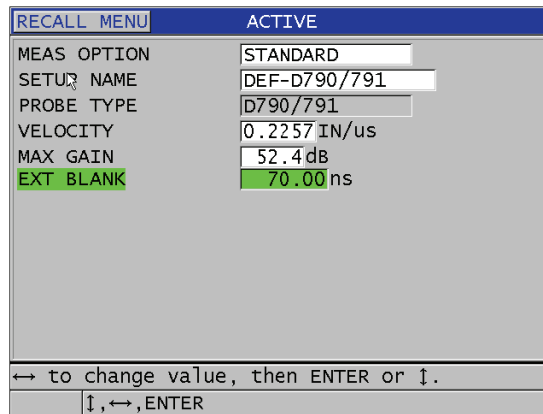 RECALL MENU ACTIVE
MEAS OPTION STANDARD
SETUP NAME DEF-D790/791
PROBE TYPE D790/791
VELOCITY 0.2257 IN/us
MAX GAIN 52.4 dB
EXT BLANK 70.00 ns
↔ to change value, then ENTER or ↕.
↕,↔,ENTER